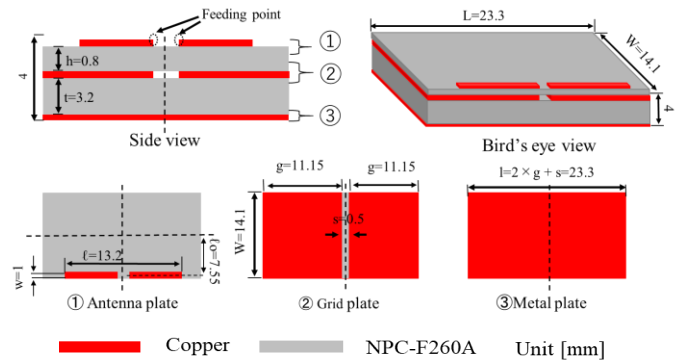 Feeding point
①
h=0.8
②
4
t=3.2
③
Side view
L=23.3
W=14.1
4
Bird's eye view
ℓ=13.2
w=1
ℓo=7.55
① Antenna plate
g=11.15
g=11.15
W=14.1
s=0.5
② Grid plate
l=2 × g + s=23.3
③Metal plate
Copper
NPC-F260A
Unit [mm]